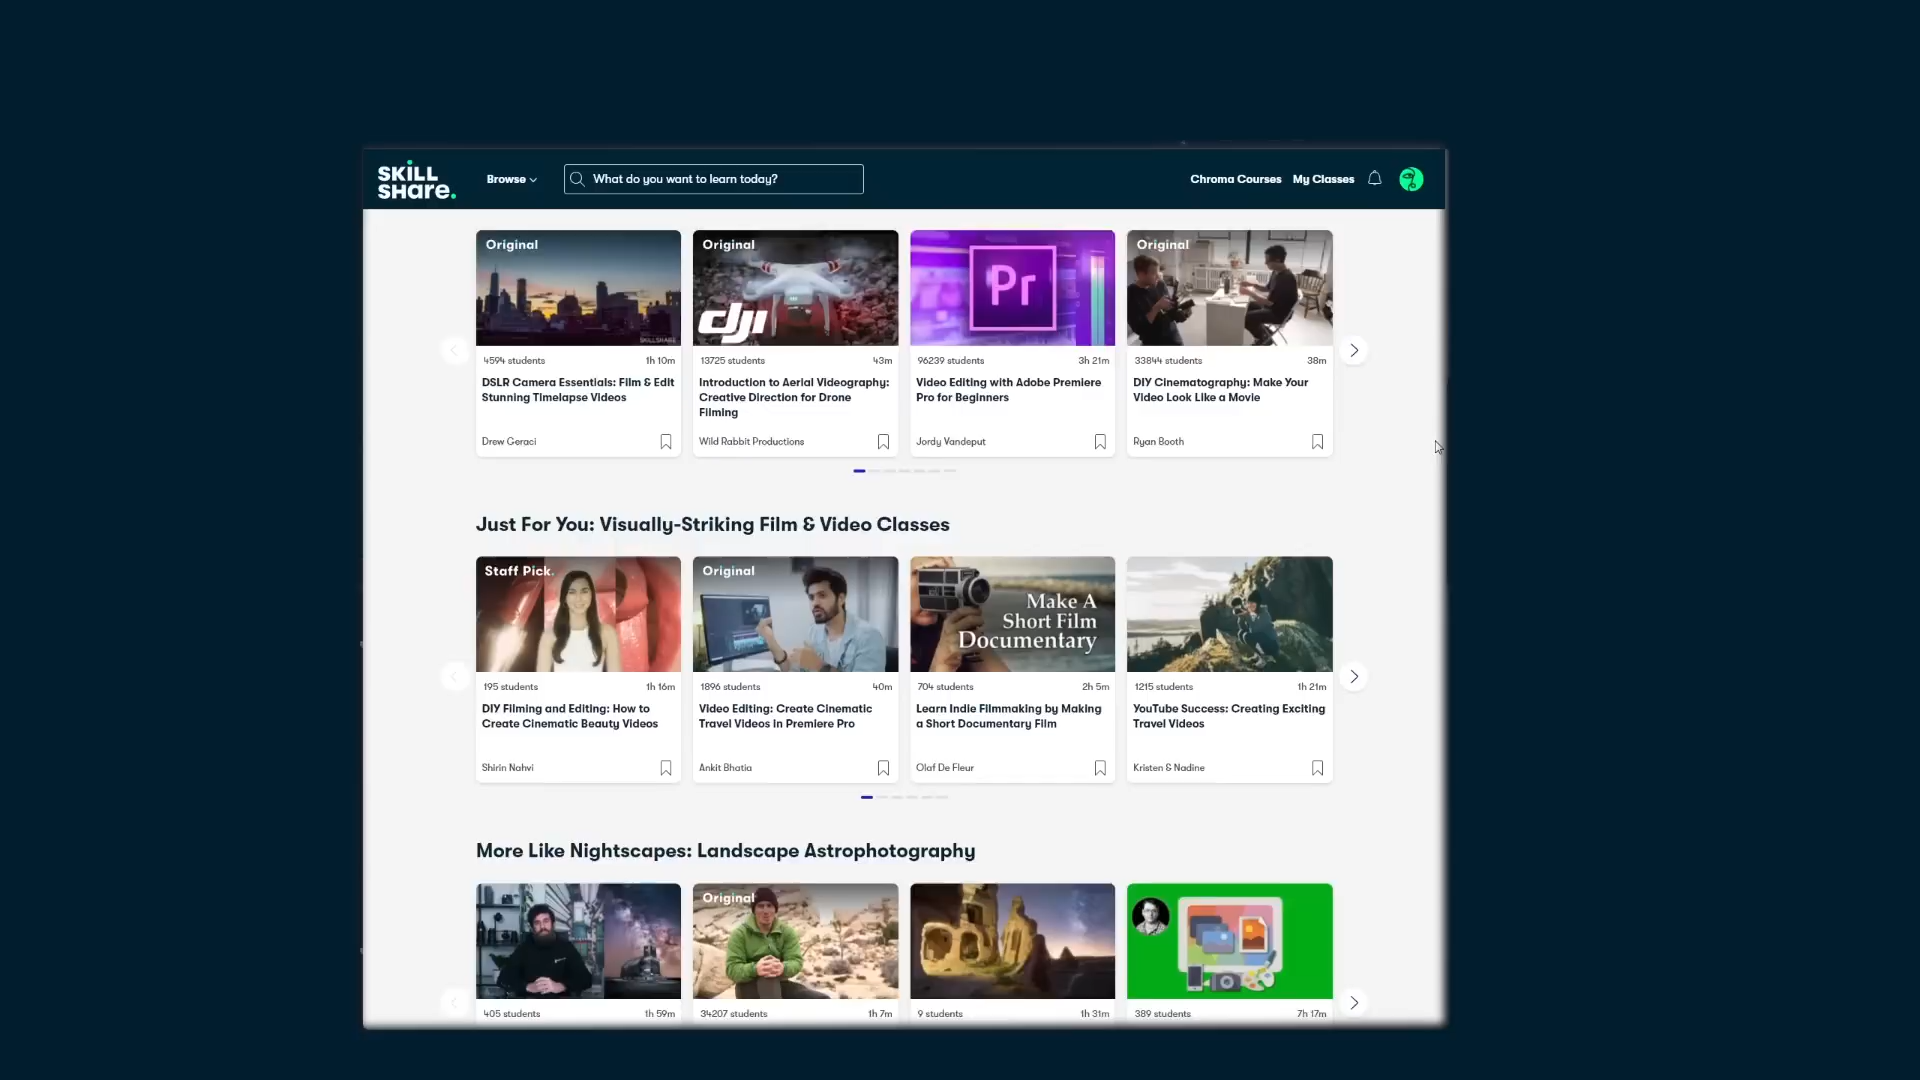 SKILL
SHare.
Browse
What do you want to learn today?
Chroma Courses
My Classes
Original
SKILLSHARE
4594 students
1h 10m
DSLR Camera Essentials: Film & Edit
Stunning Timelapse Videos
Drew Geraci
Original
dji
13725 students
43m
Introduction to Aerial Videography:
Creative Direction for Drone
Filming
Wild Rabbit Productions
Pr
96239 students
3h 21m
Video Editing with Adobe Premiere
Pro for Beginners
Jordy Vandeput
Original
33844 students
38m
DIY Cinematography: Make Your
Video Look Like a Movie
Ryan Booth
Just For You: Visually-Striking Film & Video Classes
Staff Pick.
195 students
1h 16m
DIY Filming and Editing: How to
Create Cinematic Beauty Videos
Shirin Nahvi
Original
1896 students
40m
Video Editing: Create Cinematic
Travel Videos in Premiere Pro
Ankit Bhatia
Make A
Short Film
Documentary
704 students
2h 5m
Learn Indie Filmmaking by Making
a Short Documentary Film
Olaf De Fleur
1215 students
1h 21m
YouTube Success: Creating Exciting
Travel Videos
Kristen & Nadine
More Like Nightscapes: Landscape Astrophotography
405 students
1h 59m
Original
34207 students
1h 7m
9 students
1h 31m
389 students
7h 17m